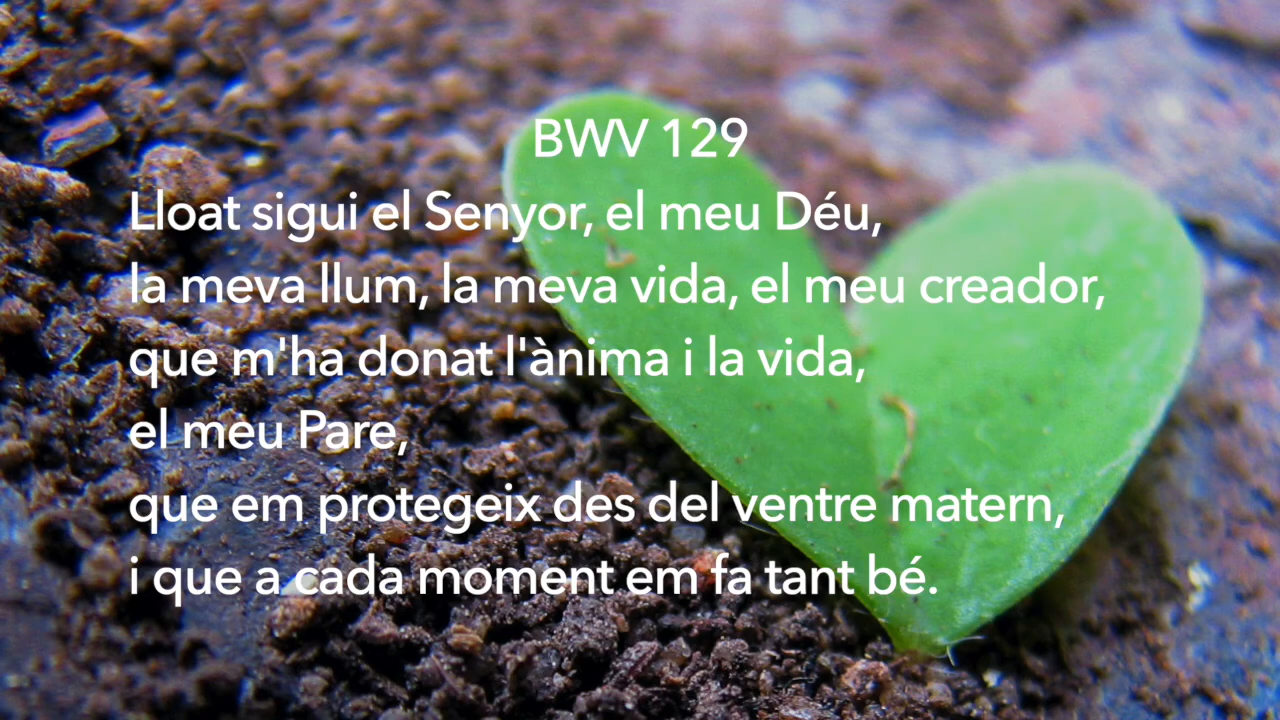 BWV 129
Lloat sigui el Senyor, el meu Déu,
la meva llum, la meva vida, el meu creador,
que m'ha donat l'ànima i la vida,
el meu Pare,
que em protegeix des del ventre matern,
i que a cada moment em fa tant bé.